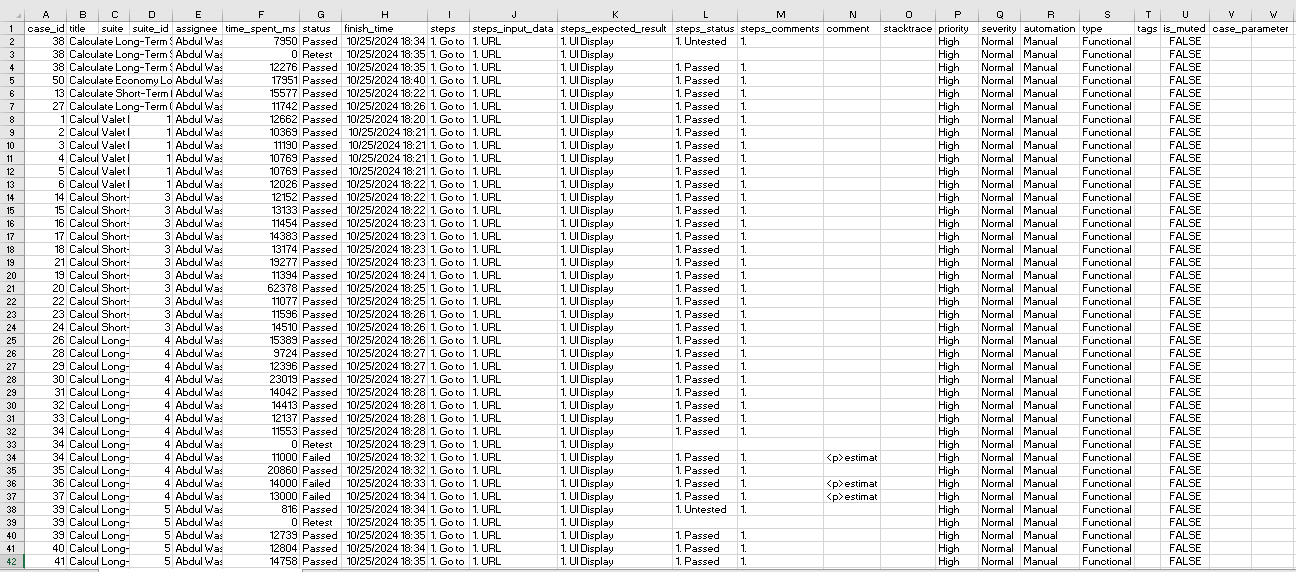 A B C D E F G H I J K L M N O P Q R S T U V W
1 case_id title suite suite_id assignee time_spent_ms status finish_time steps steps_input_data steps_expected_result steps_status steps_comments comment stacktrace priority severity automation type tags is_muted case_parameter
2 38 Calculate Long-Term Abdul Was 7950 Passed 10/25/2024 18:34 1. Go to 1. URL 1. UI Display 1. Untested 1. High Normal Manual Functional FALSE
3 38 Calculate Long-Term Abdul Was 0 Retest 10/25/2024 18:35 1. Go to 1. URL 1. UI Display High Normal Manual Functional FALSE
4 38 Calculate Long-Term Abdul Was 12276 Passed 10/25/2024 18:35 1. Go to 1. URL 1. UI Display 1. Passed 1. High Normal Manual Functional FALSE
5 50 Calculate Economy Lo Abdul Was 17951 Passed 10/25/2024 18:40 1. Go to 1. URL 1. UI Display 1. Passed 1. High Normal Manual Functional FALSE
6 13 Calculate Short-Term Abdul Was 15577 Passed 10/25/2024 18:22 1. Go to 1. URL 1. UI Display 1. Passed 1. High Normal Manual Functional FALSE
7 27 Calculate Long-Term Abdul Was 11742 Passed 10/25/2024 18:26 1. Go to 1. URL 1. UI Display 1. Passed 1. High Normal Manual Functional FALSE
8 1 Calcul Valet 1 Abdul Was 12662 Passed 10/25/2024 18:20 1. Go to 1. URL 1. UI Display 1. Passed 1. High Normal Manual Functional FALSE
9 2 Calcul Valet 1 Abdul Was 10369 Passed 10/25/2024 18:21 1. Go to 1. URL 1. UI Display 1. Passed 1. High Normal Manual Functional FALSE
10 3 Calcul Valet 1 Abdul Was 11190 Passed 10/25/2024 18:21 1. Go to 1. URL 1. UI Display 1. Passed 1. High Normal Manual Functional FALSE
11 4 Calcul Valet 1 Abdul Was 10769 Passed 10/25/2024 18:21 1. Go to 1. URL 1. UI Display 1. Passed 1. High Normal Manual Functional FALSE
12 5 Calcul Valet 1 Abdul Was 10769 Passed 10/25/2024 18:21 1. Go to 1. URL 1. UI Display 1. Passed 1. High Normal Manual Functional FALSE
13 6 Calcul Valet 1 Abdul Was 12026 Passed 10/25/2024 18:22 1. Go to 1. URL 1. UI Display 1. Passed 1. High Normal Manual Functional FALSE
14 14 Calcul Short- 3 Abdul Was 12152 Passed 10/25/2024 18:22 1. Go to 1. URL 1. UI Display 1. Passed 1. High Normal Manual Functional FALSE
15 15 Calcul Short- 3 Abdul Was 13133 Passed 10/25/2024 18:22 1. Go to 1. URL 1. UI Display 1. Passed 1. High Normal Manual Functional FALSE
16 16 Calcul Short- 3 Abdul Was 11454 Passed 10/25/2024 18:23 1. Go to 1. URL 1. UI Display 1. Passed 1. High Normal Manual Functional FALSE
17 17 Calcul Short- 3 Abdul Was 14383 Passed 10/25/2024 18:23 1. Go to 1. URL 1. UI Display 1. Passed 1. High Normal Manual Functional FALSE
18 18 Calcul Short- 3 Abdul Was 13174 Passed 10/25/2024 18:23 1. Go to 1. URL 1. UI Display 1. Passed 1. High Normal Manual Functional FALSE
19 21 Calcul Short- 3 Abdul Was 19277 Passed 10/25/2024 18:23 1. Go to 1. URL 1. UI Display 1. Passed 1. High Normal Manual Functional FALSE
20 19 Calcul Short- 3 Abdul Was 11394 Passed 10/25/2024 18:24 1. Go to 1. URL 1. UI Display 1. Passed 1. High Normal Manual Functional FALSE
21 20 Calcul Short- 3 Abdul Was 62378 Passed 10/25/2024 18:25 1. Go to 1. URL 1. UI Display 1. Passed 1. High Normal Manual Functional FALSE
22 22 Calcul Short- 3 Abdul Was 11077 Passed 10/25/2024 18:25 1. Go to 1. URL 1. UI Display 1. Passed 1. High Normal Manual Functional FALSE
23 23 Calcul Short- 3 Abdul Was 11596 Passed 10/25/2024 18:26 1. Go to 1. URL 1. UI Display 1. Passed 1. High Normal Manual Functional FALSE
24 24 Calcul Short- 3 Abdul Was 14510 Passed 10/25/2024 18:26 1. Go to 1. URL 1. UI Display 1. Passed 1. High Normal Manual Functional FALSE
25 26 Calcul Long- 4 Abdul Was 15389 Passed 10/25/2024 18:26 1. Go to 1. URL 1. UI Display 1. Passed 1. High Normal Manual Functional FALSE
26 28 Calcul Long- 4 Abdul Was 9724 Passed 10/25/2024 18:27 1. Go to 1. URL 1. UI Display 1. Passed 1. High Normal Manual Functional FALSE
27 29 Calcul Long- 4 Abdul Was 12396 Passed 10/25/2024 18:27 1. Go to 1. URL 1. UI Display 1. Passed 1. High Normal Manual Functional FALSE
28 30 Calcul Long- 4 Abdul Was 23019 Passed 10/25/2024 18:27 1. Go to 1. URL 1. UI Display 1. Passed 1. High Normal Manual Functional FALSE
29 31 Calcul Long- 4 Abdul Was 14042 Passed 10/25/2024 18:28 1. Go to 1. URL 1. UI Display 1. Passed 1. High Normal Manual Functional FALSE
30 32 Calcul Long- 4 Abdul Was 14413 Passed 10/25/2024 18:28 1. Go to 1. URL 1. UI Display 1. Passed 1. High Normal Manual Functional FALSE
31 33 Calcul Long- 4 Abdul Was 12137 Passed 10/25/2024 18:28 1. Go to 1. URL 1. UI Display 1. Passed 1. High Normal Manual Functional FALSE
32 34 Calcul Long- 4 Abdul Was 11553 Passed 10/25/2024 18:28 1. Go to 1. URL 1. UI Display 1. Passed 1. High Normal Manual Functional FALSE
33 34 Calcul Long- 4 Abdul Was 0 Retest 10/25/2024 18:29 1. Go to 1. URL 1. UI Display High Normal Manual Functional FALSE
34 34 Calcul Long- 4 Abdul Was 11000 Failed 10/25/2024 18:32 1. Go to 1. URL 1. UI Display 1. Passed 1. <p>estimat High Normal Manual Functional FALSE
35 35 Calcul Long- 4 Abdul Was 20860 Passed 10/25/2024 18:32 1. Go to 1. URL 1. UI Display 1. Passed 1. High Normal Manual Functional FALSE
36 36 Calcul Long- 4 Abdul Was 14000 Failed 10/25/2024 18:33 1. Go to 1. URL 1. UI Display 1. Passed 1. <p>estimat High Normal Manual Functional FALSE
37 37 Calcul Long- 4 Abdul Was 13000 Failed 10/25/2024 18:34 1. Go to 1. URL 1. UI Display 1. Passed 1. <p>estimat High Normal Manual Functional FALSE
38 39 Calcul Long- 5 Abdul Was 816 Passed 10/25/2024 18:34 1. Go to 1. URL 1. UI Display 1. Untested 1. High Normal Manual Functional FALSE
39 39 Calcul Long- 5 Abdul Was 0 Retest 10/25/2024 18:35 1. Go to 1. URL 1. UI Display High Normal Manual Functional FALSE
40 39 Calcul Long- 5 Abdul Was 12739 Passed 10/25/2024 18:35 1. Go to 1. URL 1. UI Display 1. Passed 1. High Normal Manual Functional FALSE
41 40 Calcul Long- 5 Abdul Was 12804 Passed 10/25/2024 18:34 1. Go to 1. URL 1. UI Display 1. Passed 1. High Normal Manual Functional FALSE
42 41 Calcul Long- 5 Abdul Was 14758 Passed 10/25/2024 18:35 1. Go to 1. URL 1. UI Display 1. Passed 1. High Normal Manual Functional FALSE